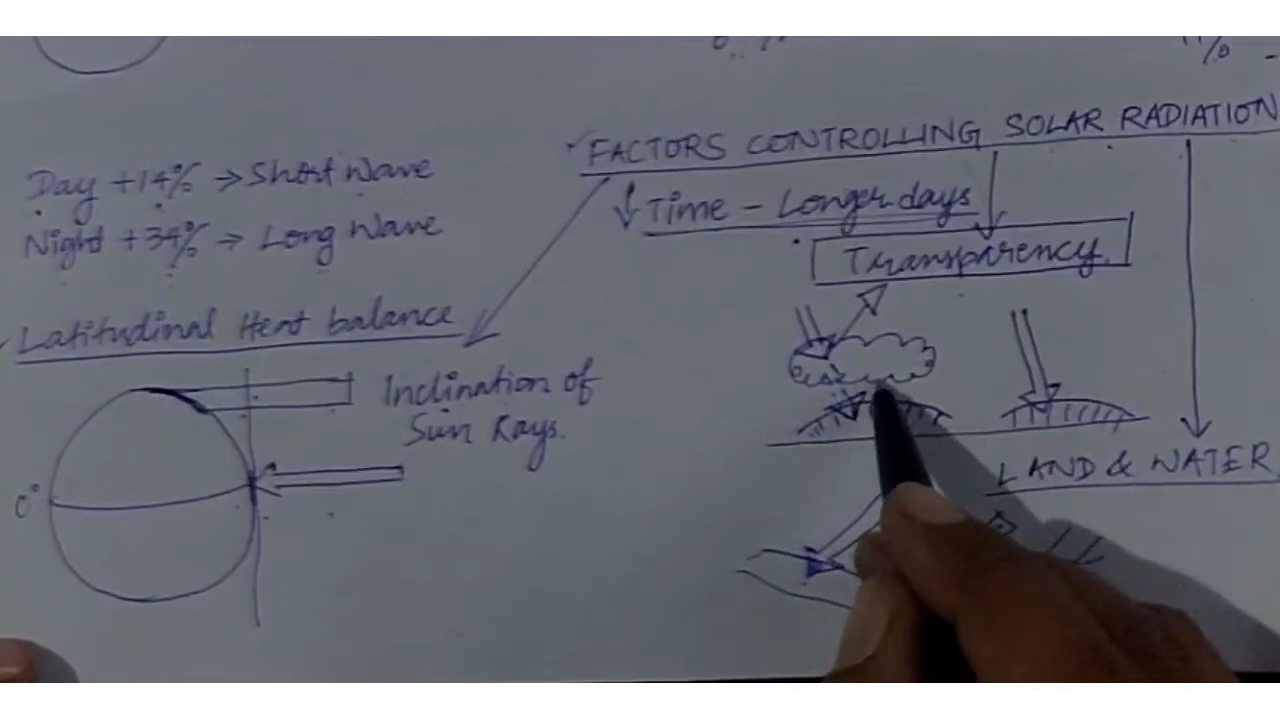 Day +14% → Short Wave
Night +34% → Long Wave
Latitudinal Heat balance
0°
Inclination of
Sun Rays.
FACTORS CONTROLLING SOLAR RADIATION
Time - Longer days
Transparency.
LAND & WATER